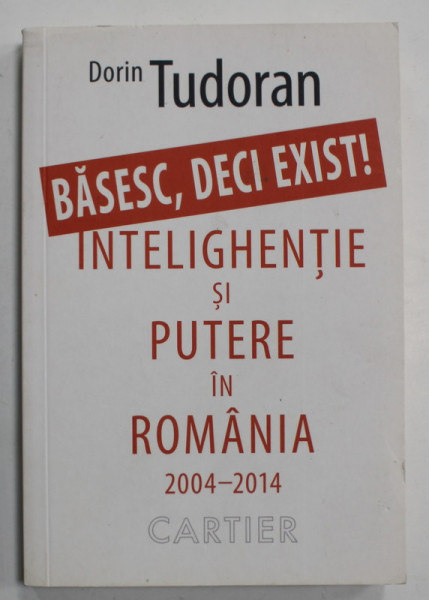 Dorin Tudoran
BĂSESC, DECI EXIST!
INTELIGHENȚIE
ȘI
PUTERE
ÎN
ROMÂNIA
2004–2014
CARTIER